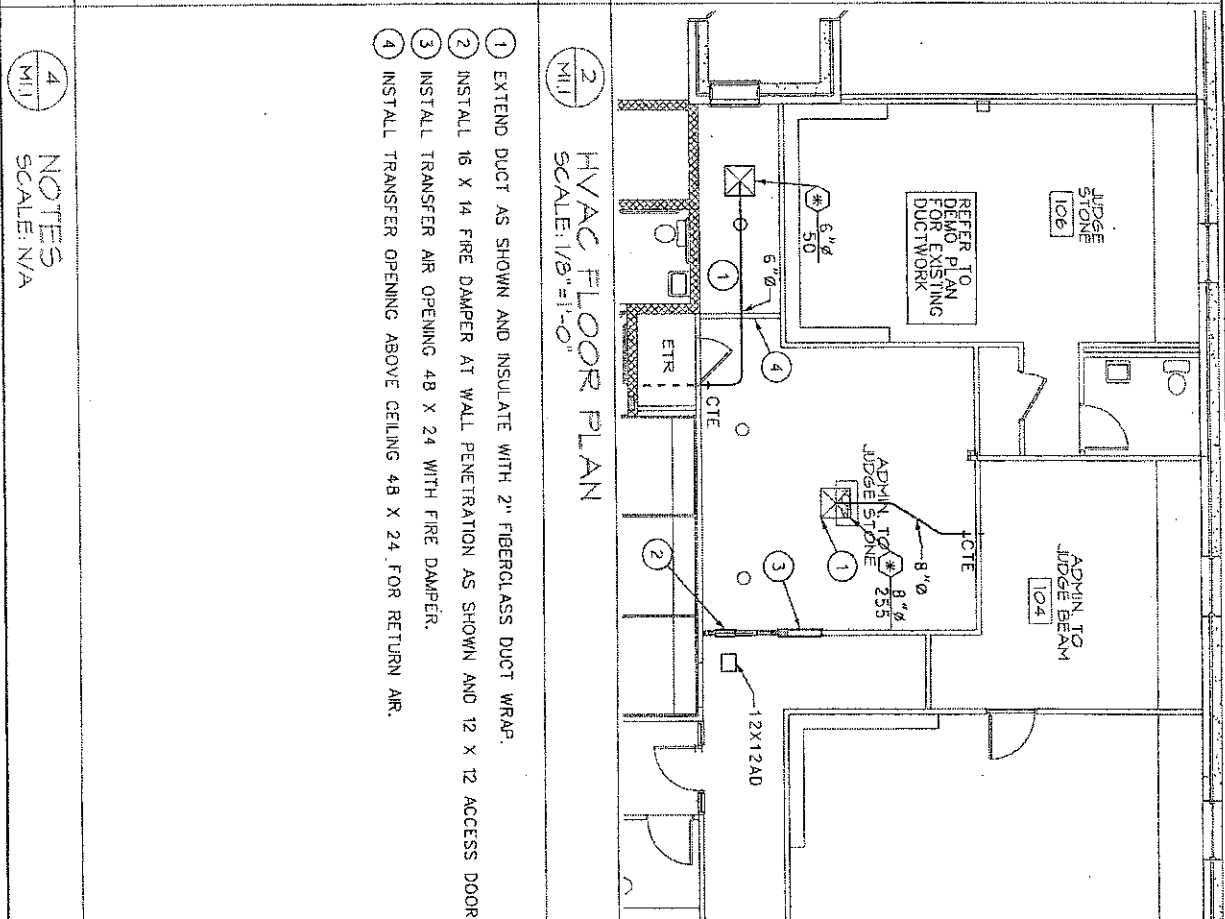 JUDGE
STONE
106
REFER TO
DEMO PLAN
FOR EXISTING
DUCTWORK
ADMIN. TO
JUDGE BEAM
104
ADMIN. TO
JUDGE STONE
* 6"Ø
50
6"Ø
1
4
ETR
CTE
CTE
8"Ø
* 8"Ø
255
1
3
2
12X12AD
2
M1.1
HVAC FLOOR PLAN
SCALE: 1/8"=1'-0"
1 EXTEND DUCT AS SHOWN AND INSULATE WITH 2" FIBERGLASS DUCT WRAP.
2 INSTALL 16 X 14 FIRE DAMPER AT WALL PENETRATION AS SHOWN AND 12 X 12 ACCESS DOOR
3 INSTALL TRANSFER AIR OPENING 48 X 24 WITH FIRE DAMPER.
4 INSTALL TRANSFER OPENING ABOVE CEILING 48 X 24 FOR RETURN AIR.
4
M1.1
NOTES
SCALE: N/A